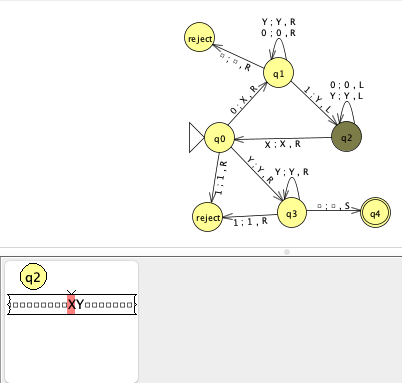 Y;Y,R
0;0,R
reject
□;□,R
q1
0;X,R
1;Y,L
0;0,L
Y;Y,L
q0
X;X,R
q2
1;1,R
Y;Y,R
Y;Y,R
reject
1;1,R
q3
□;□,S
q4
q2
□□□□□□□□XY□□□□□□□